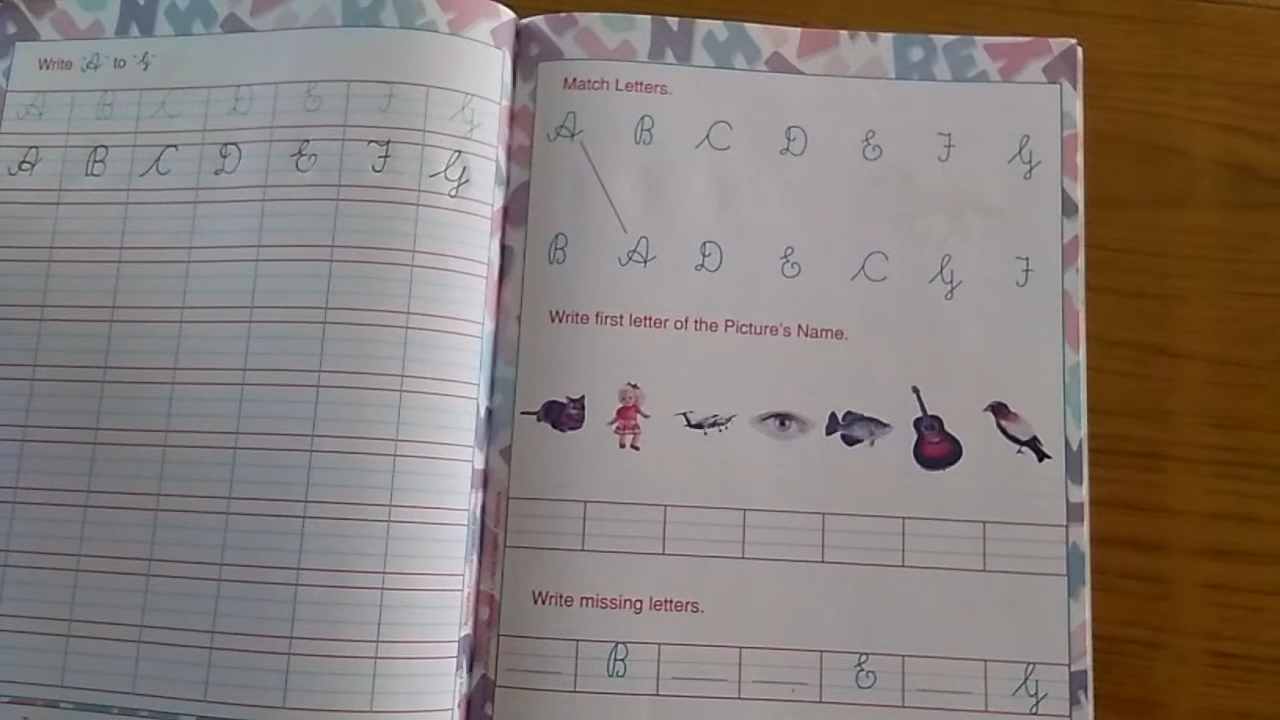 Write 'A' to 'G'
A B C D E F G
A B C D E F G
Match Letters.
A B C D E F G
B A D E C G F
Write first letter of the Picture's Name.
Write missing letters.
B E G